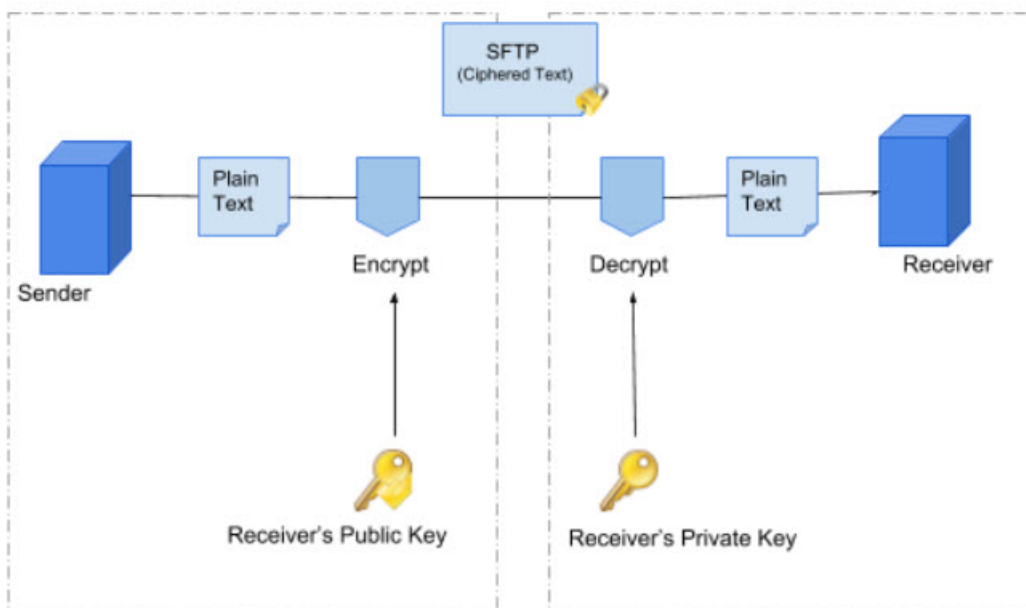 SFTP
(Ciphered Text)
Plain
Text
Plain
Text
Encrypt
Decrypt
Receiver
Sender
Receiver's Public Key
Receiver's Private Key